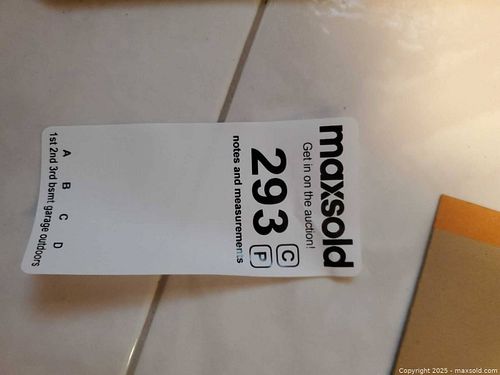 maxsold
Get in on the auction!
293 C P
notes and measurements
A B C D
1st 2nd 3rd bsmt garage outdoors
Copyright 2025 - maxsold.com